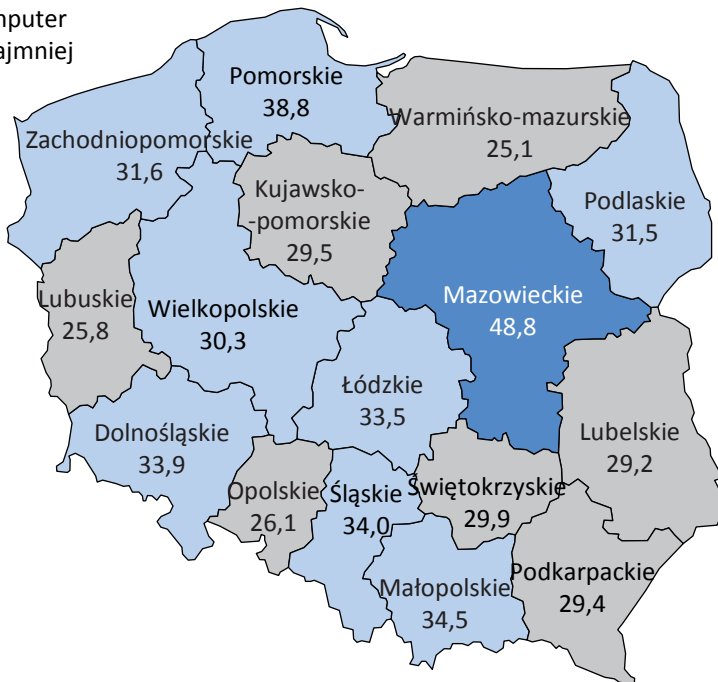 ajmniej
Pomorskie
38,8
Warmińsko-mazurskie
25,1
Zachodniopomorskie
31,6
Kujawsko-
-pomorskie
29,5
Podlaskie
31,5
Lubuskie
25,8
Wielkopolskie
30,3
Mazowieckie
48,8
Łódzkie
33,5
Dolnośląskie
33,9
Lubelskie
29,2
Opolskie
26,1
Śląskie
34,0
Świętokrzyskie
29,9
Małopolskie
34,5
Podkarpackie
29,4